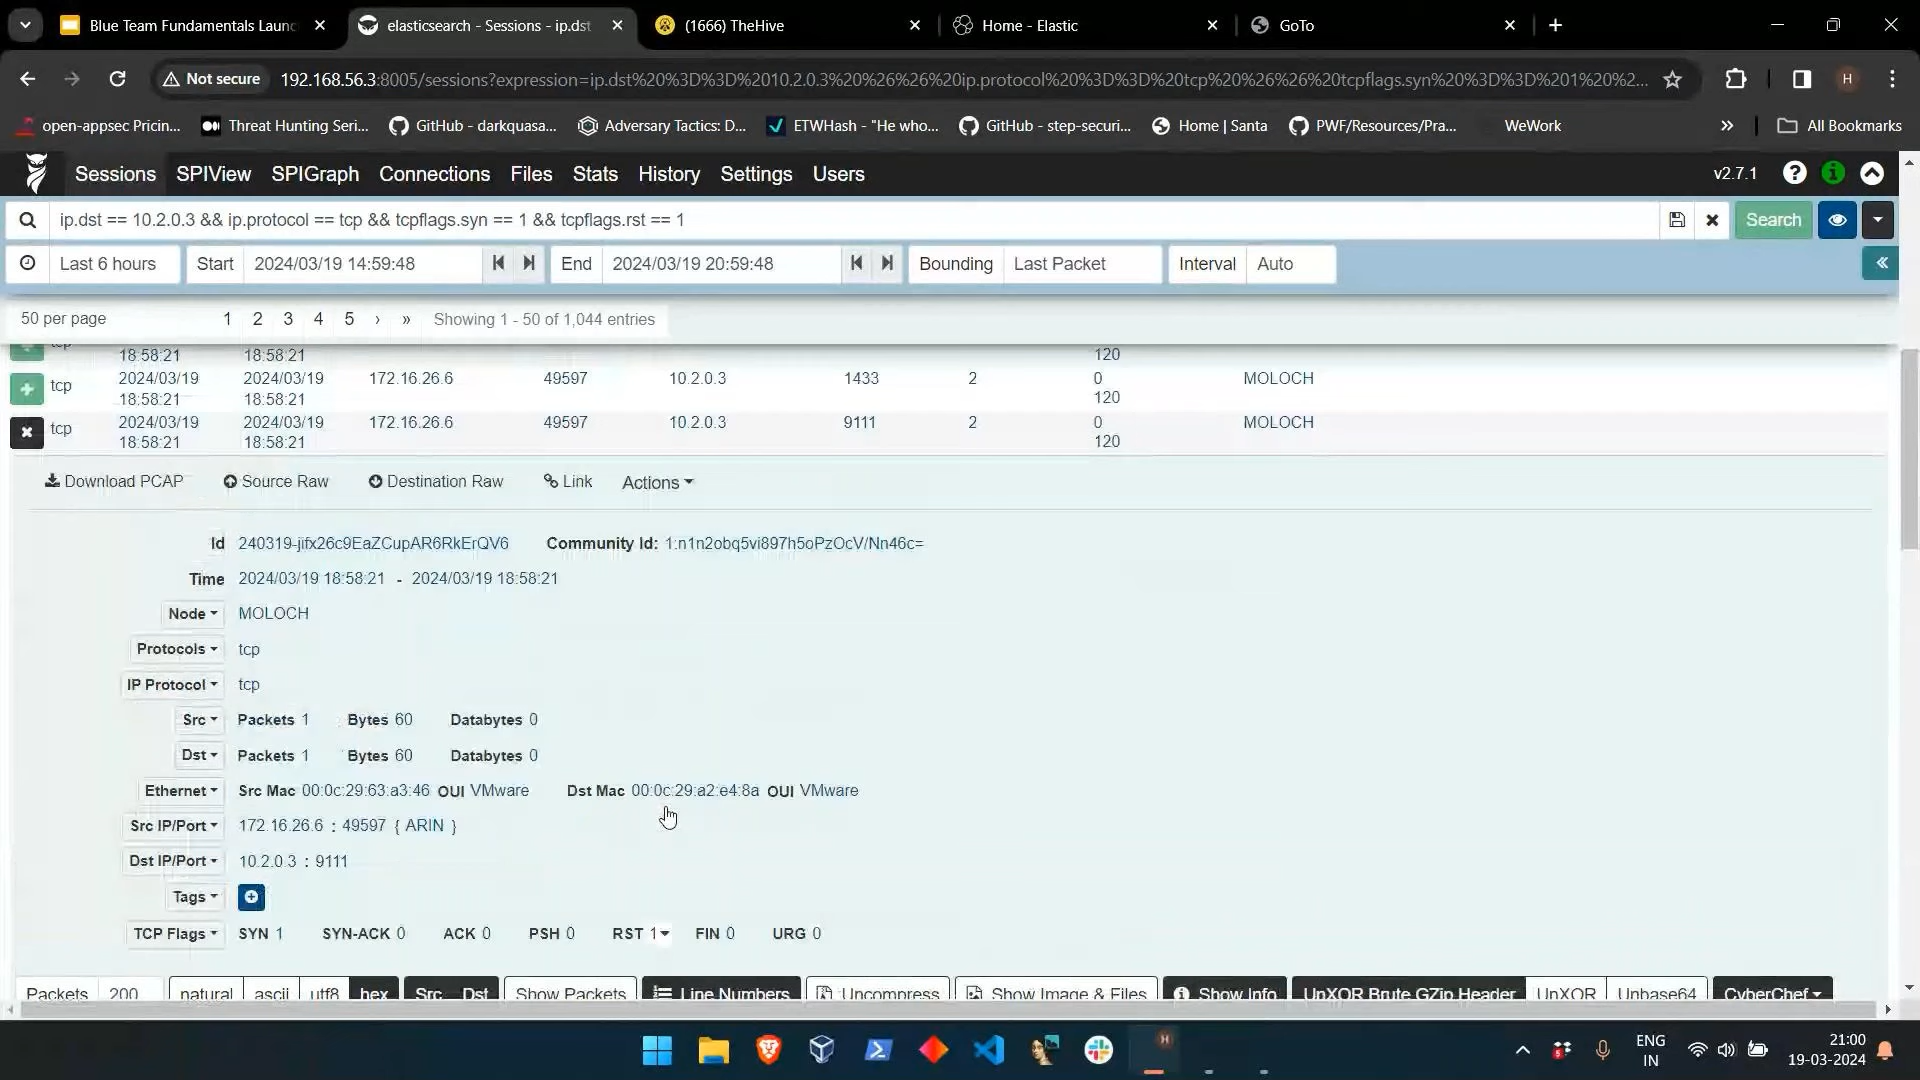 Blue Team Fundamentals Laun
elasticsearch - Sessions - ip.dst
(1666) TheHive
Home - Elastic
GoTo
Not secure
192.168.56.3:8005/sessions?expression=ip.dst%20%3D%3D%2010.2.0.3%20%26%26%20ip.protocol%20%3D%3D%20tcp%20%26%26%20tcpflags.syn%20%3D%3D%201%20%2...
H
open-appsec Pricin...
Threat Hunting Seri...
GitHub - darkquasa...
Adversary Tactics: D...
ETWHash - "He who...
GitHub - step-securi...
Home | Santa
PWF/Resources/Pra...
WeWork
»
All Bookmarks
Sessions SPIView SPIGraph Connections Files Stats History Settings Users
v2.7.1
ip.dst == 10.2.0.3 && ip.protocol == tcp && tcpflags.syn == 1 && tcpflags.rst == 1
Search
Last 6 hours Start 2024/03/19 14:59:48 End 2024/03/19 20:59:48 Bounding Last Packet Interval Auto
50 per page 1 2 3 4 5 › » Showing 1 - 50 of 1,044 entries
18:58:21 18:58:21 120
tcp 2024/03/19 2024/03/19 172.16.26.6 49597 10.2.0.3 1433 2 0 MOLOCH
18:58:21 18:58:21 120
tcp 2024/03/19 2024/03/19 172.16.26.6 49597 10.2.0.3 9111 2 0 MOLOCH
18:58:21 18:58:21 120
Download PCAP Source Raw Destination Raw Link Actions
Id 240319-jifx26c9EaZCupAR6RkErQV6 Community Id: 1:n1n2obq5vi897h5oPzOcV/Nn46c=
Time 2024/03/19 18:58:21 - 2024/03/19 18:58:21
Node MOLOCH
Protocols tcp
IP Protocol tcp
Src Packets 1 Bytes 60 Databytes 0
Dst Packets 1 Bytes 60 Databytes 0
Ethernet Src Mac 00:0c:29:63:a3:46 OUI VMware Dst Mac 00:0c:29:a2:e4:8a OUI VMware
Src IP/Port 172.16.26.6 : 49597 { ARIN }
Dst IP/Port 10.2.0.3 : 9111
Tags
TCP Flags SYN 1 SYN-ACK 0 ACK 0 PSH 0 RST 1 FIN 0 URG 0
Packets 200 natural ascii utf8 hex Src Dst Show Packets Line Numbers Uncompress Show Image & Files Show Info UnXOR Brute GZip Header UnXOR Unbase64 CyberChef
ENG
IN
21:00
19-03-2024